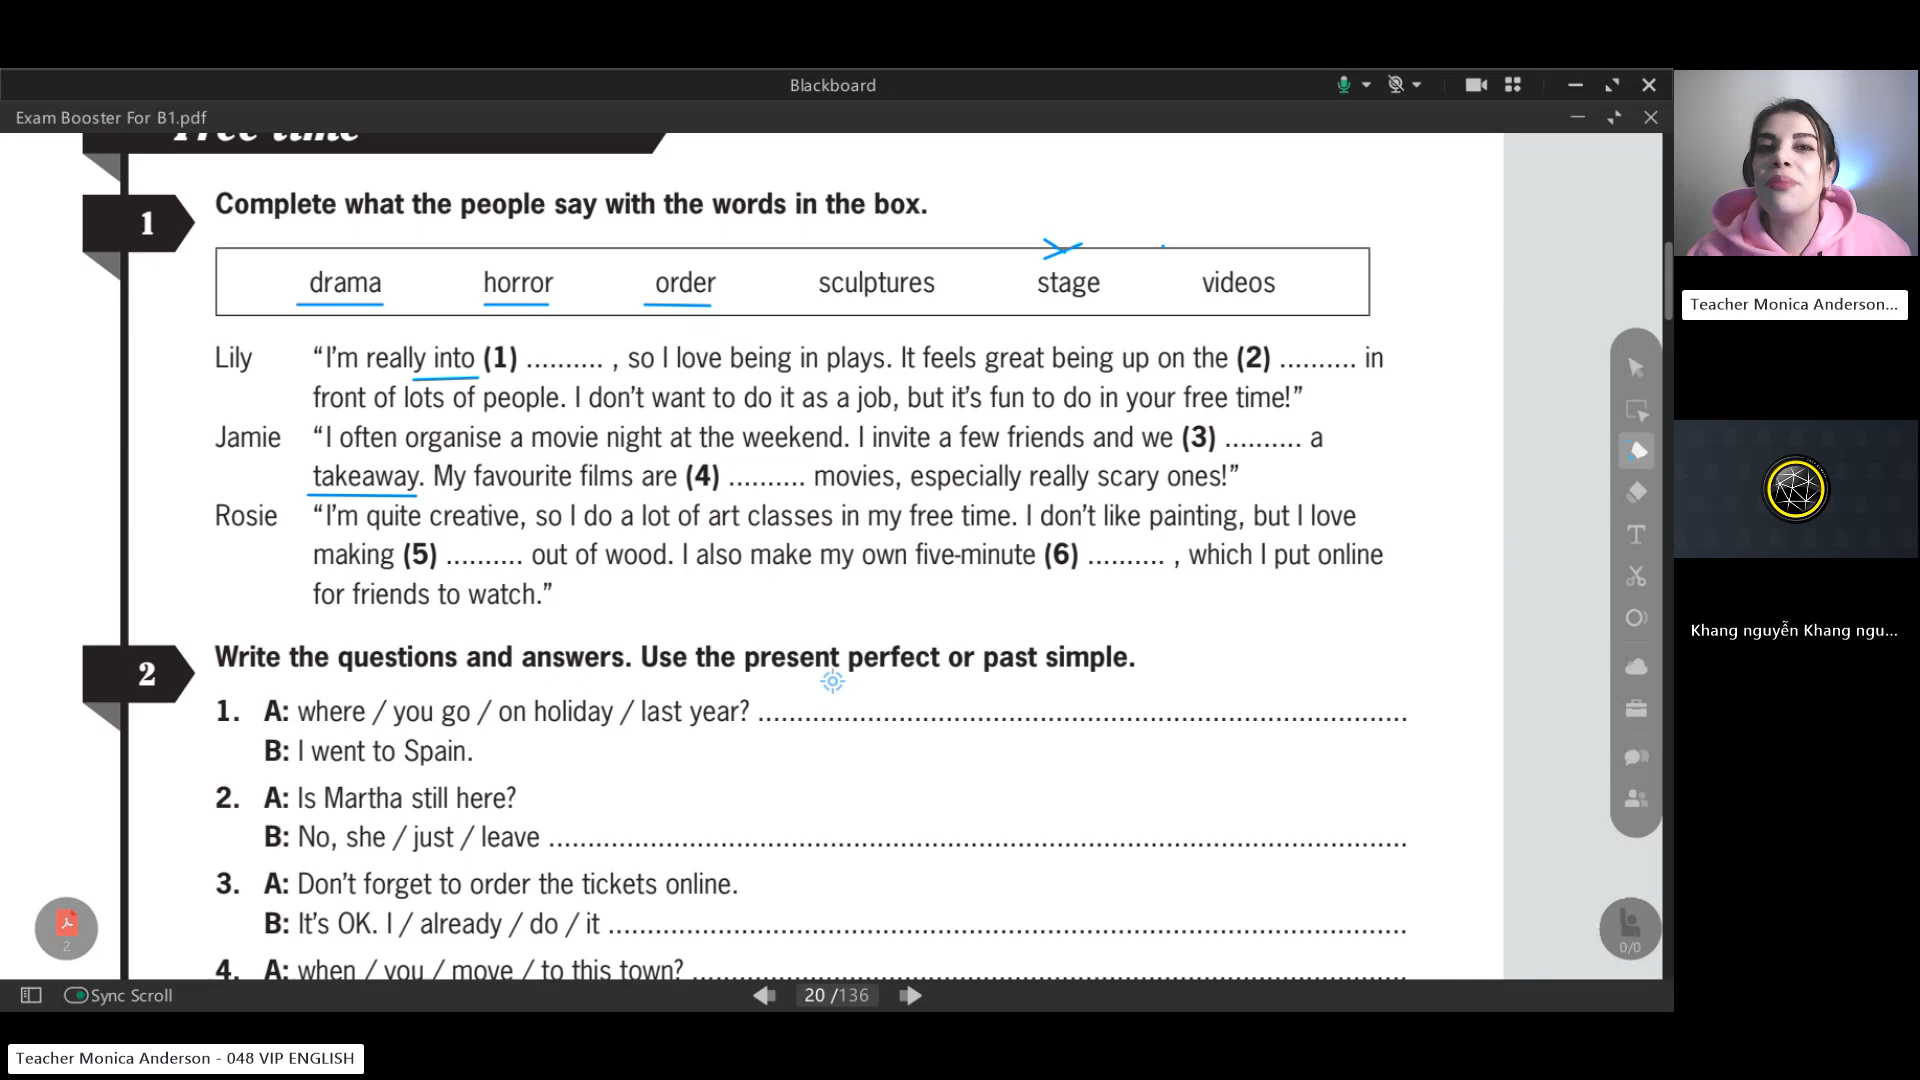 Blackboard
Exam Booster For B1.pdf
Free time
1
Complete what the people say with the words in the box.
drama horror order sculptures stage videos
Lily “I’m really into (1) .......... , so I love being in plays. It feels great being up on the (2) .......... in
front of lots of people. I don’t want to do it as a job, but it’s fun to do in your free time!”
Jamie “I often organise a movie night at the weekend. I invite a few friends and we (3) .......... a
takeaway. My favourite films are (4) .......... movies, especially really scary ones!”
Rosie “I’m quite creative, so I do a lot of art classes in my free time. I don’t like painting, but I love
making (5) .......... out of wood. I also make my own five-minute (6) .......... , which I put online
for friends to watch.”
2
Write the questions and answers. Use the present perfect or past simple.
1. A: where / you go / on holiday / last year? ....................................................................................
B: I went to Spain.
2. A: Is Martha still here?
B: No, she / just / leave ...............................................................................................................
3. A: Don’t forget to order the tickets online.
B: It’s OK. I / already / do / it .......................................................................................................
4. A: when / you / move / to this town? ............................................................................................
2
0/0
Sync Scroll
20 /136
Teacher Monica Anderson...
Khang nguyễn Khang ngu...
Teacher Monica Anderson - 048 VIP ENGLISH